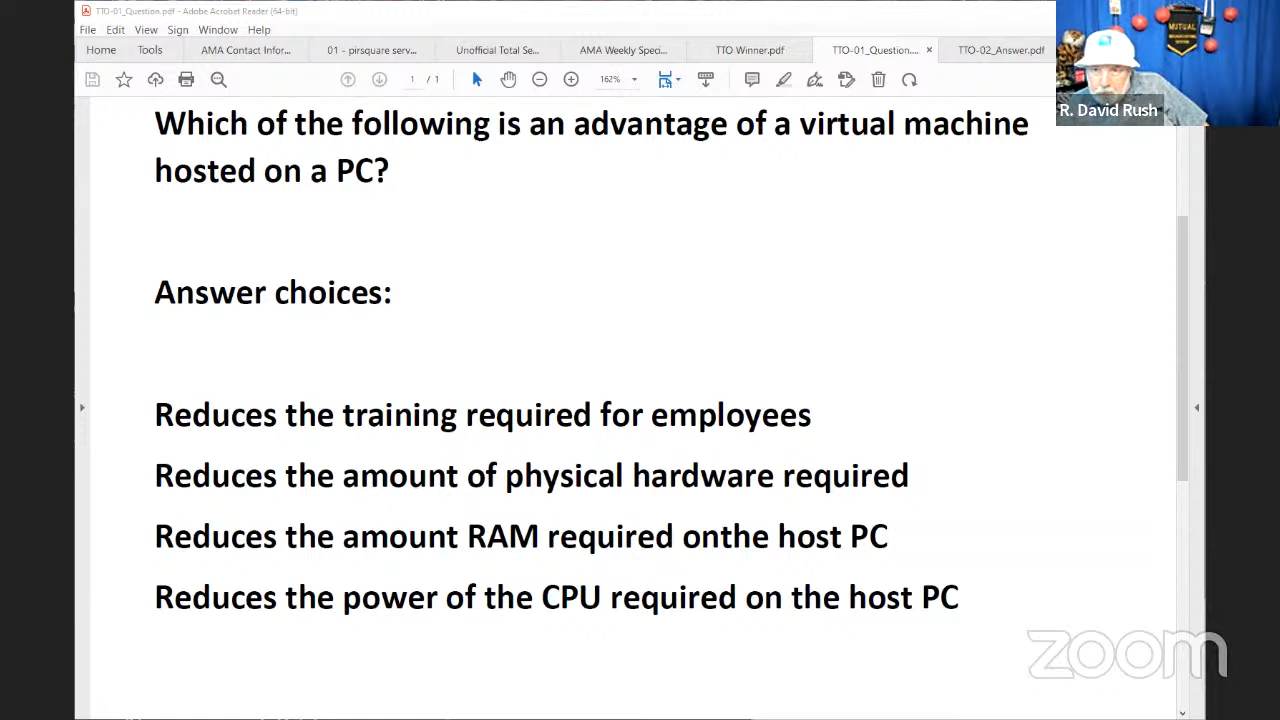 TTO-01_Question.pdf - Adobe Acrobat Reader (64-bit)
File Edit View Sign Window Help
Home Tools AMA Contact Infor... 01 - proquare serv... Universal Sal Se... AMA Weekly Speci... TTO Winner.pdf TTO-01_Question... × TTO-02_Answer.pdf
1 / 1 162%
MUTUAL
R. David Rush
Which of the following is an advantage of a virtual machine
hosted on a PC?
Answer choices:
Reduces the training required for employees
Reduces the amount of physical hardware required
Reduces the amount RAM required onthe host PC
Reduces the power of the CPU required on the host PC
zoom